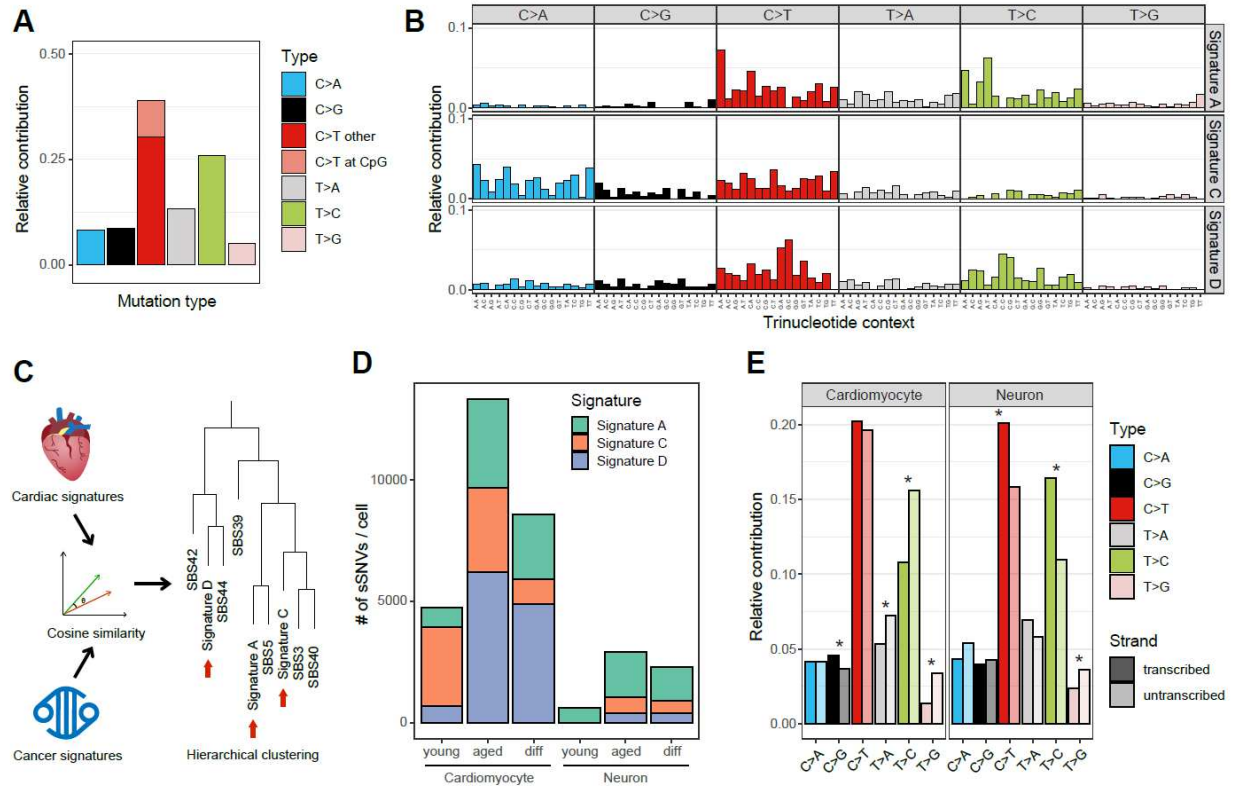 A
0.50
0.25
0.00
Relative contribution
Mutation type
Type
C>A
C>G
C>T other
C>T at CpG
T>A
T>C
T>G
B
C>A C>G C>T T>A T>C T>G
0.1
0.0
0.1
0.0
0.1
0.0
Relative contribution
Signature A
Signature C
Signature D
Trinucleotide context
C
Cardiac signatures
θ
Cosine similarity
Cancer signatures
SBS42
Signature D
SBS44
SBS39
Signature A
SBS5
Signature C
SBS3
SBS40
Hierarchical clustering
D
# of sSNVs / cell
10000
5000
0
Signature
Signature A
Signature C
Signature D
young aged diff young aged diff
Cardiomyocyte Neuron
E
Cardiomyocyte Neuron
Relative contribution
0.20
0.15
0.10
0.05
0.00
* * * * * * *
C>A C>G C>T T>A T>C T>G C>A C>G C>T T>A T>C T>G
Type
C>A
C>G
C>T
T>A
T>C
T>G
Strand
transcribed
untranscribed